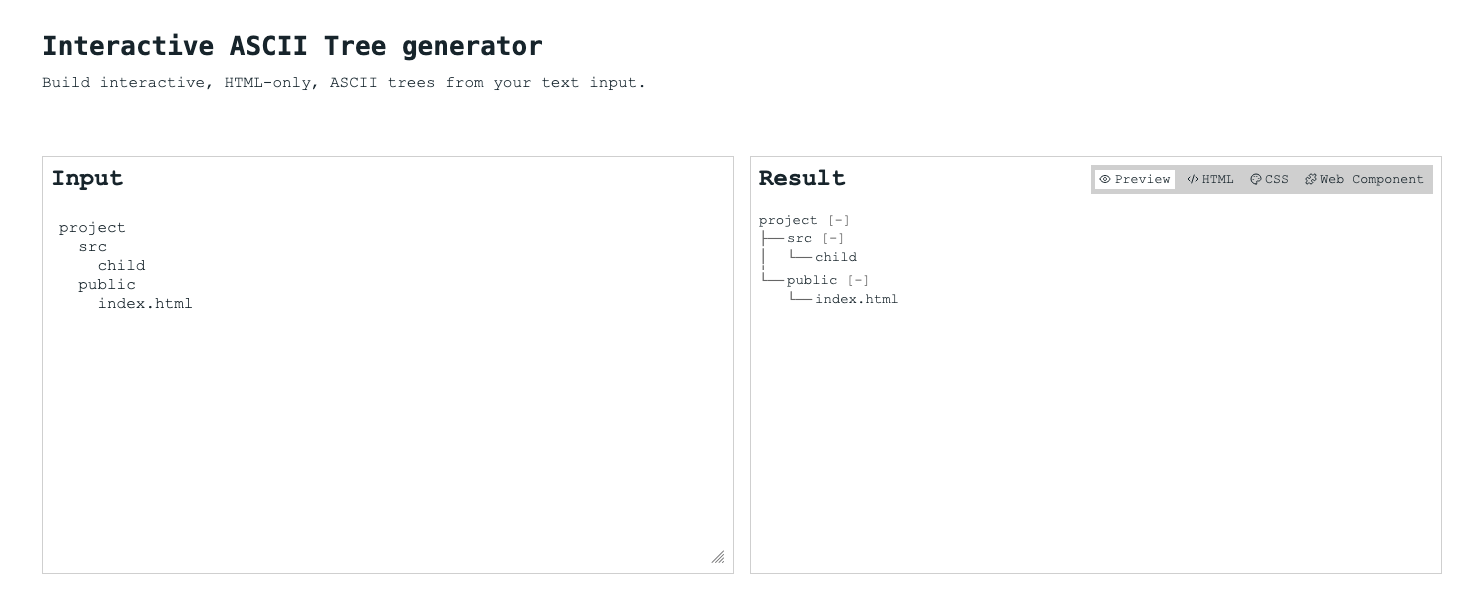 Interactive ASCII Tree generator
Build interactive, HTML-only, ASCII trees from your text input.
Input
project
  src
    child
  public
    index.html
Result
Preview </> HTML CSS Web Component
project [-]
├──src [-]
│  └──child
└──public [-]
   └──index.html